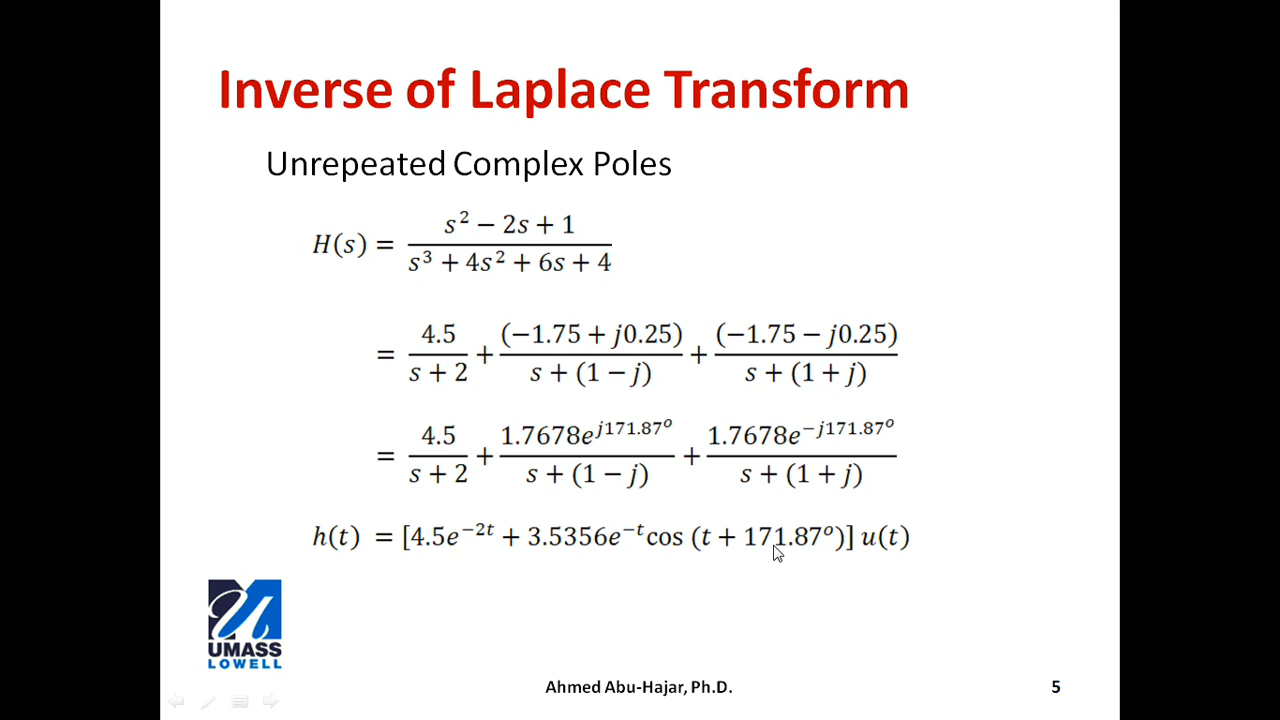 Inverse of Laplace Transform
Unrepeated Complex Poles
H(s) = (s² − 2s + 1) / (s³ + 4s² + 6s + 4)
= 4.5 / (s + 2) + (−1.75 + j0.25) / (s + (1 − j)) + (−1.75 − j0.25) / (s + (1 + j))
= 4.5 / (s + 2) + 1.7678e^{j171.87°} / (s + (1 − j)) + 1.7678e^{−j171.87°} / (s + (1 + j))
h(t) = [4.5e^{−2t} + 3.5356e^{−t}cos (t + 171.87°)] u(t)
UMASS
LOWELL
Ahmed Abu-Hajar, Ph.D.
5